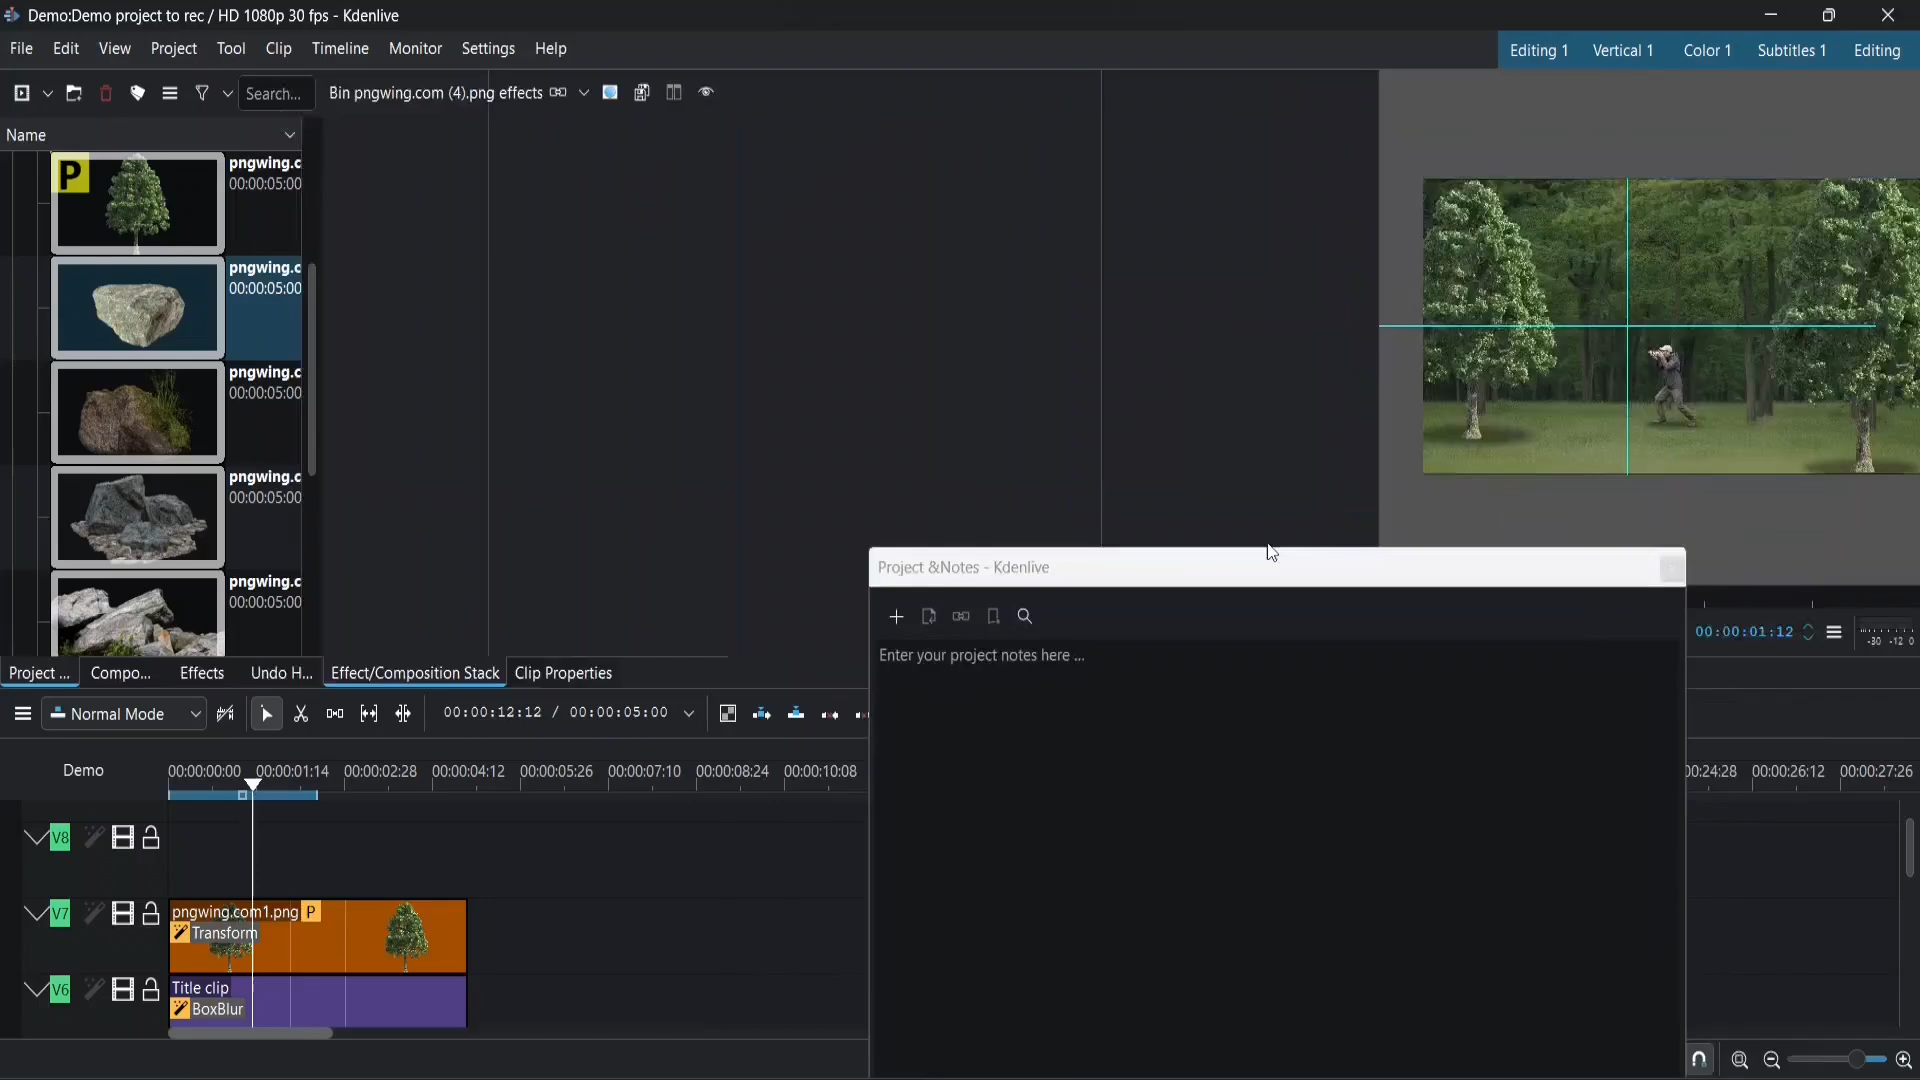 Demo:Demo project to rec / HD 1080p 30 fps - Kdenlive
File Edit View Project Tool Clip Timeline Monitor Settings Help
Editing 1 Vertical 1 Color 1 Subtitles 1 Editing
Search... Bin pngwing.com (4).png effects
Name
P
pngwing.c
00:00:05:00
pngwing.c
00:00:05:00
pngwing.c
00:00:05:00
pngwing.c
00:00:05:00
pngwing.c
00:00:05:00
Project &Notes - Kdenlive
Enter your project notes here ...
00:00:01:12
-30 -12 0
Project ... Compo... Effects Undo H... Effect/Composition Stack Clip Properties
Normal Mode 00:00:12:12 / 00:00:05:00
Demo
00:00:00:00 00:00:01:14 00:00:02:28 00:00:04:12 00:00:05:26 00:00:07:10 00:00:08:24 00:00:10:08 00:24:28 00:00:26:12 00:00:27:26
V8
V7
pngwing.com1.png P
Transform
V6
Title clip
BoxBlur